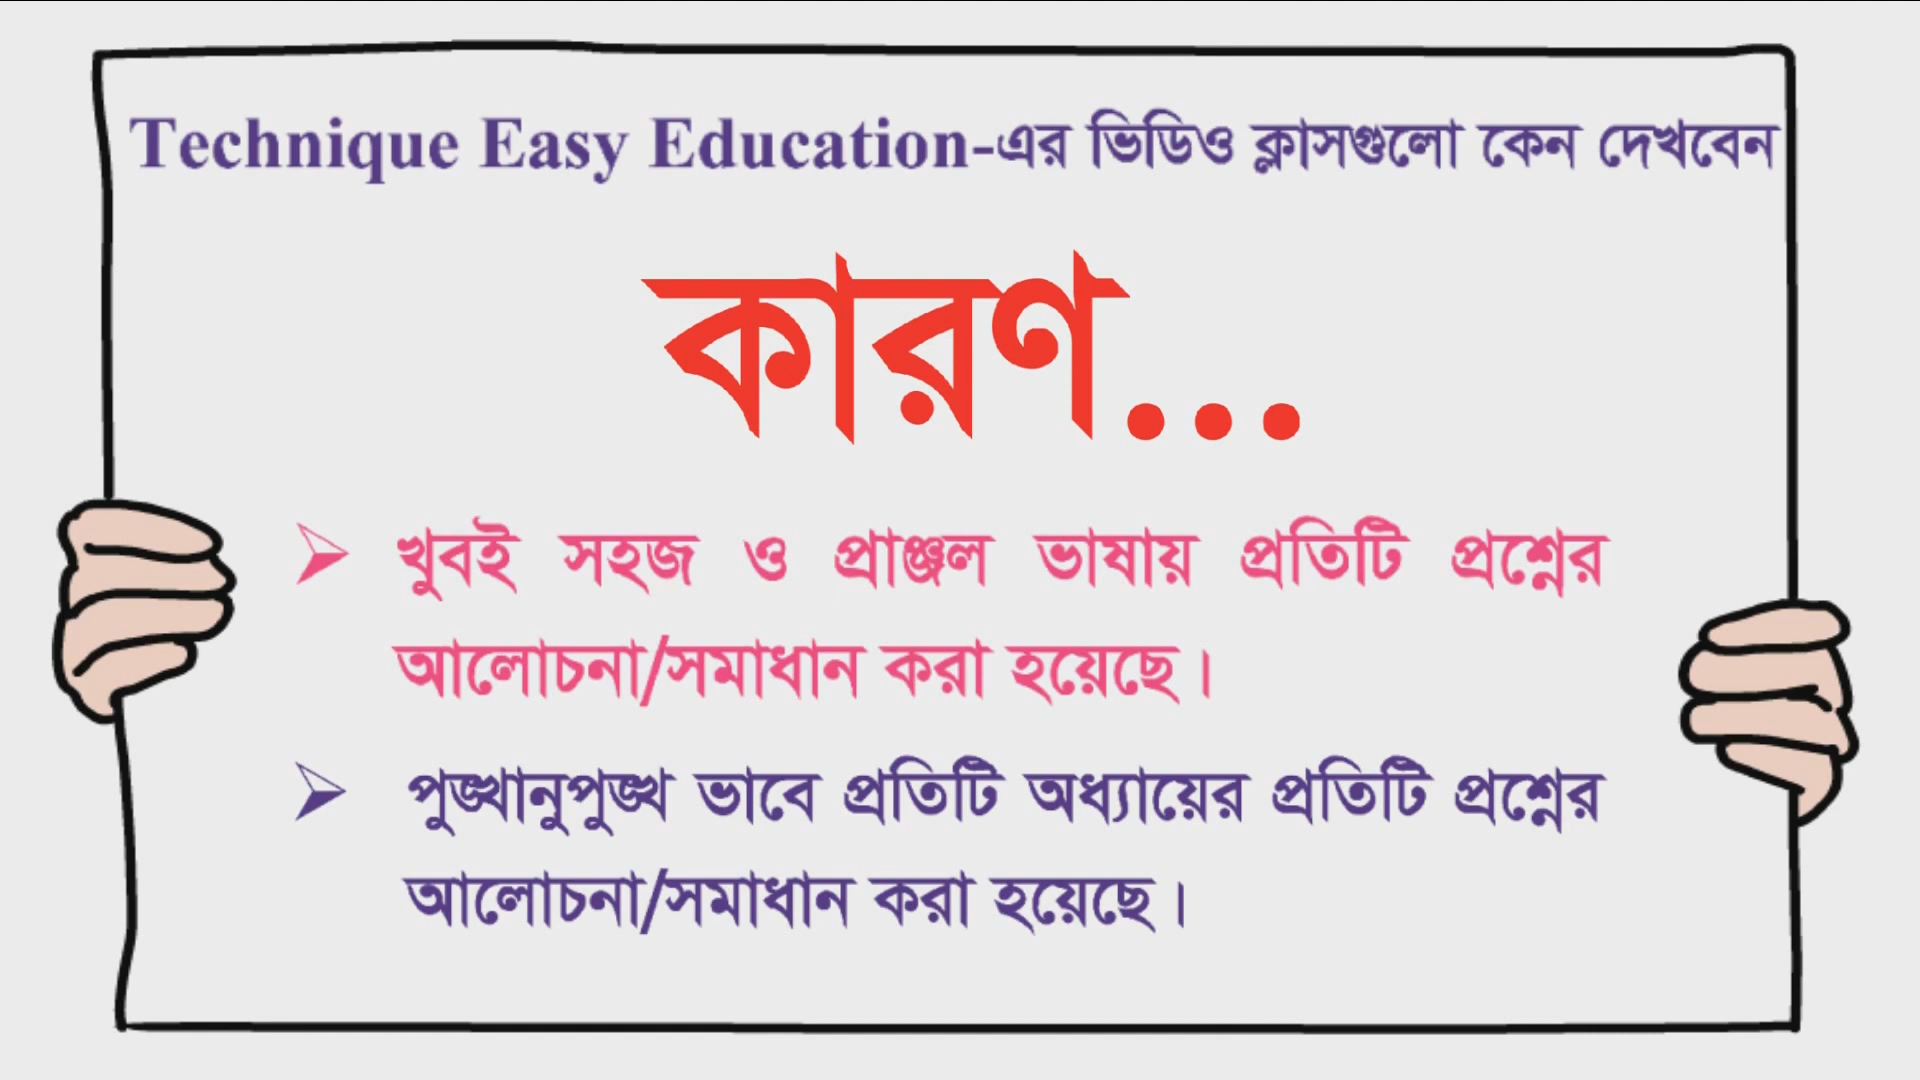 Technique Easy Education-এর ভিডিও ক্লাসগুলো কেন দেখবেন
কারণ...
➢ খুবই সহজ ও প্রাঞ্জল ভাষায় প্রতিটি প্রশ্নের
আলোচনা/সমাধান করা হয়েছে।
➢ পুঙ্খানুপুঙ্খ ভাবে প্রতিটি অধ্যায়ের প্রতিটি প্রশ্নের
আলোচনা/সমাধান করা হয়েছে।